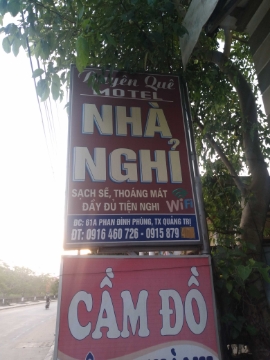 Quê
MOTEL
NHÀ
NGHỈ
SẠCH SẼ, THOÁNG MÁT
ĐẦY ĐỦ TIỆN NGHI WiFi
ĐC: 61A PHAN ĐÌNH PHÙNG, TX QUẢNG TRỊ
ĐT: 0916 460 726 - 0915 879
CẦM ĐỒ